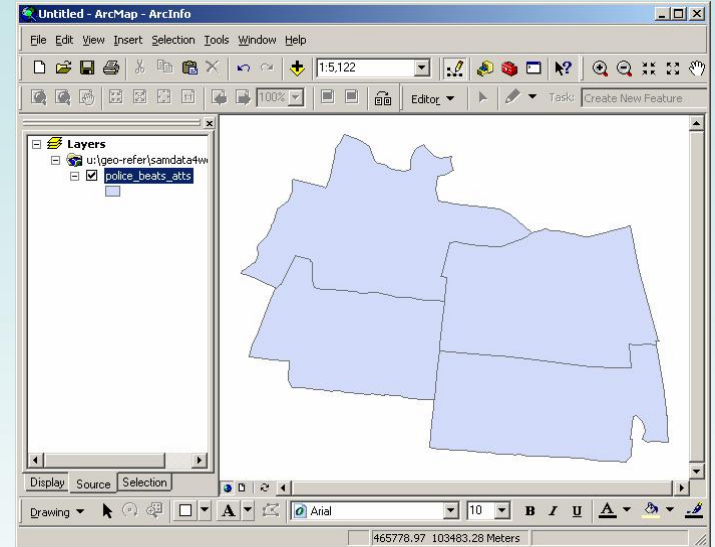 Untitled - ArcMap - ArcInfo
File Edit View Insert Selection Tools Window Help
1:5,122
100% Editor Task: Create New Feature
Layers
u:\geo-refer\samdata4w
police_beats_atts
Display Source Selection
Drawing A Arial 10 B I U A
465778.97 103483.28 Meters